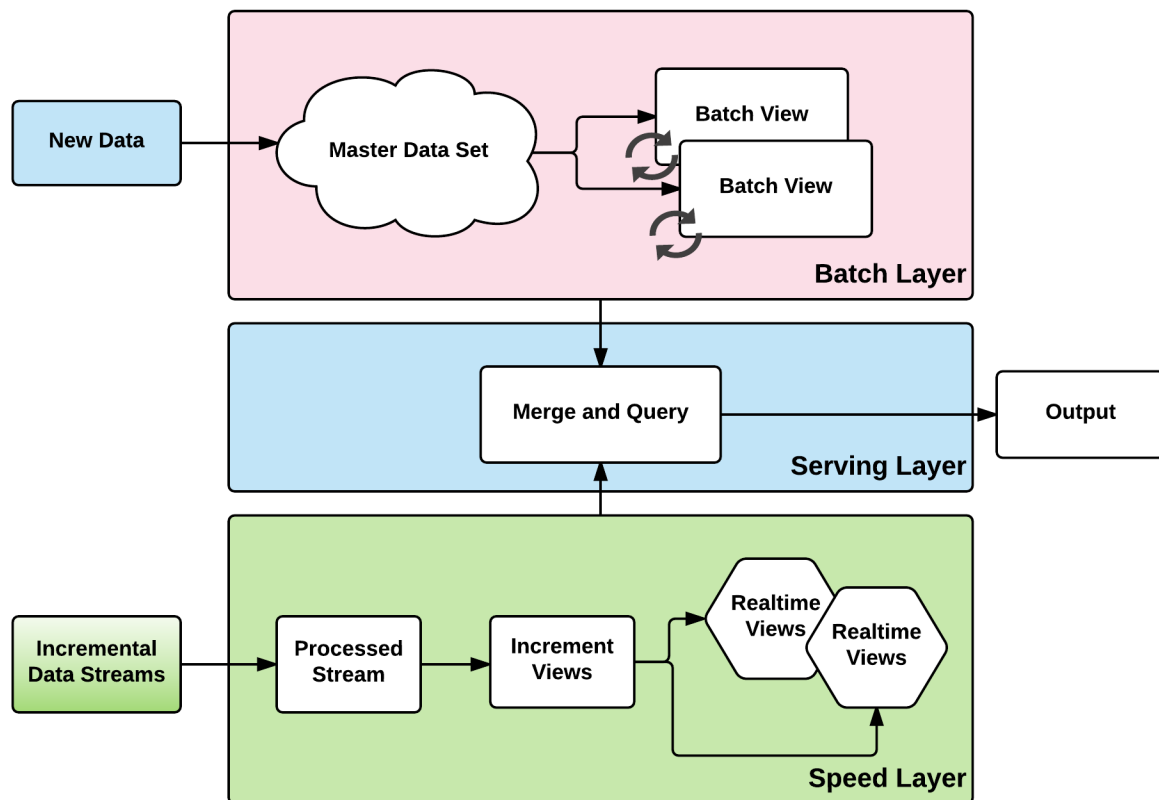 New Data
Master Data Set
Batch View
Batch View
Batch Layer
Merge and Query
Output
Serving Layer
Incremental
Data Streams
Processed
Stream
Increment
Views
Realtime
Views
Realtime
Views
Speed Layer